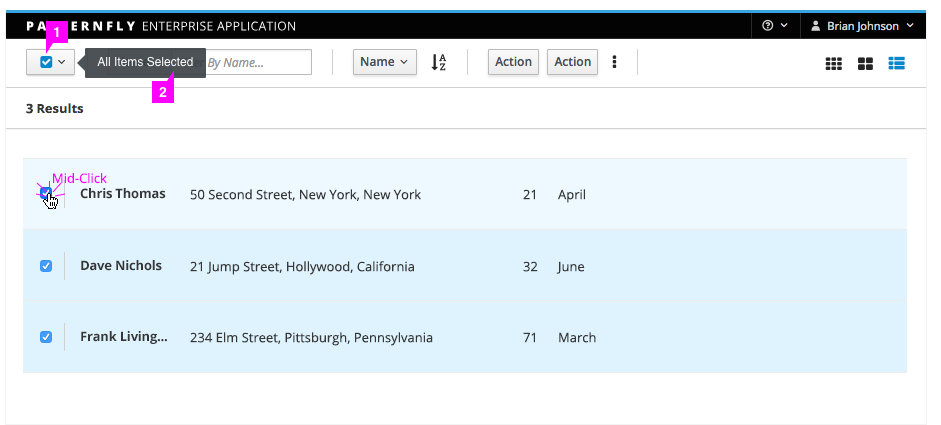 PA ERNFLY ENTERPRISE APPLICATION
Brian Johnson
1
All Items Selected
By Name...
Name
A
Z
Action
Action
2
3 Results
Mid-Click
Chris Thomas 50 Second Street, New York, New York 21 April
Dave Nichols 21 Jump Street, Hollywood, California 32 June
Frank Living... 234 Elm Street, Pittsburgh, Pennsylvania 71 March